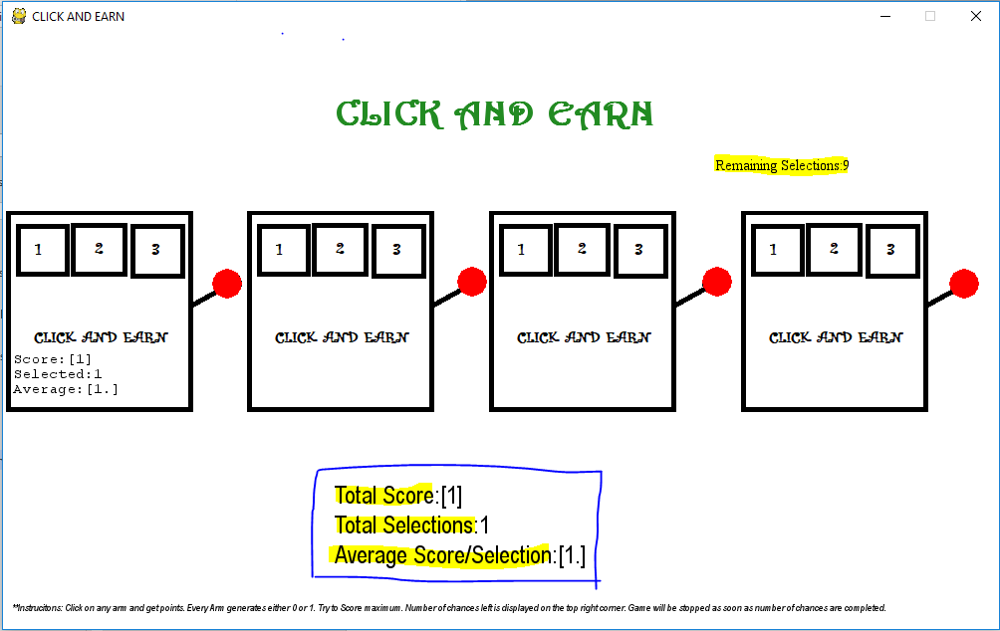 CLICK AND EARN
CLICK AND EARN
Remaining Selections:9
1 2 3 1 2 3 1 2 3 1 2 3
CLICK AND EARN CLICK AND EARN CLICK AND EARN CLICK AND EARN
Score:[1]
Selected:1
Average:[1.]
Total Score:[1]
Total Selections:1
Average Score/Selection:[1.]
**Instrucitons: Click on any arm and get points. Every Arm generates either 0 or 1. Try to Score maximum. Number of chances left is displayed on the top right corner. Game will be stopped as soon as number of chances are completed.